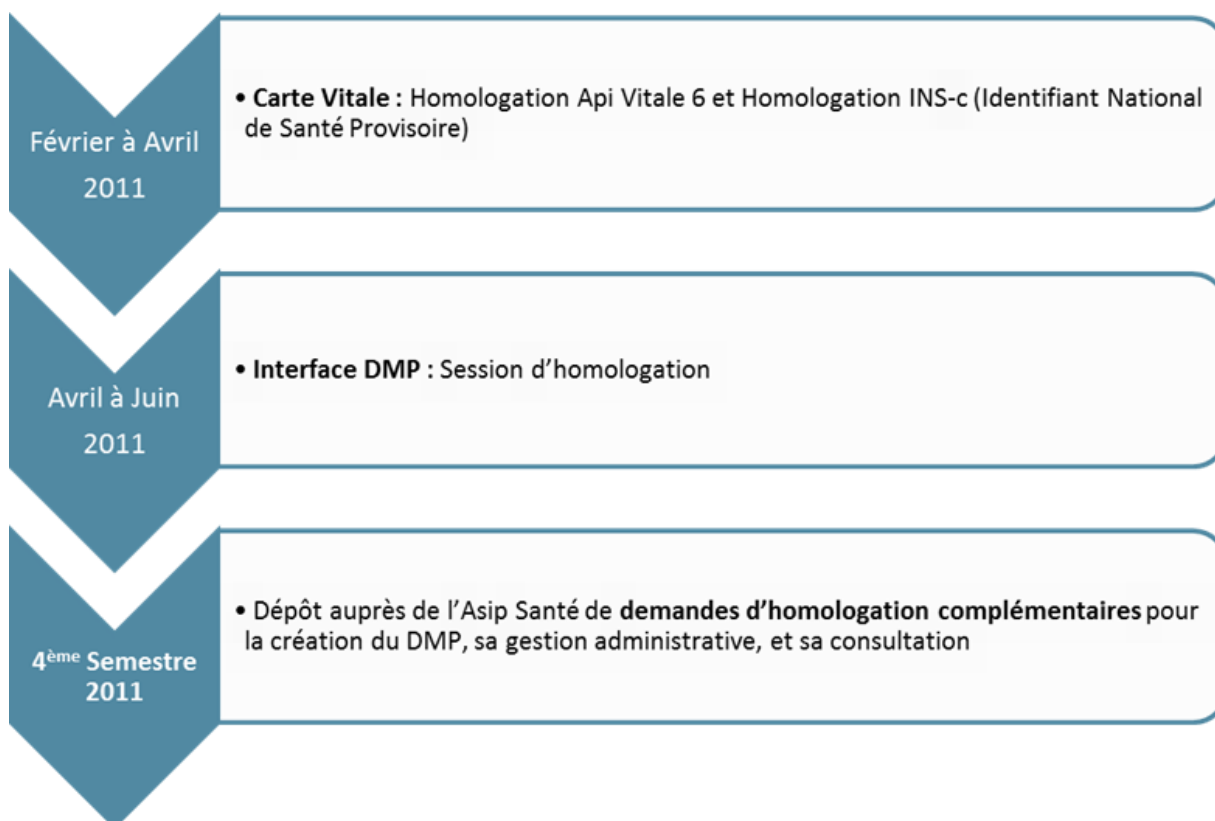 Février à Avril
2011
• Carte Vitale : Homologation Api Vitale 6 et Homologation INS-c (Identifiant National
de Santé Provisoire)
Avril à Juin
2011
• Interface DMP : Session d’homologation
4ème Semestre
2011
• Dépôt auprès de l’Asip Santé de demandes d’homologation complémentaires pour
la création du DMP, sa gestion administrative, et sa consultation